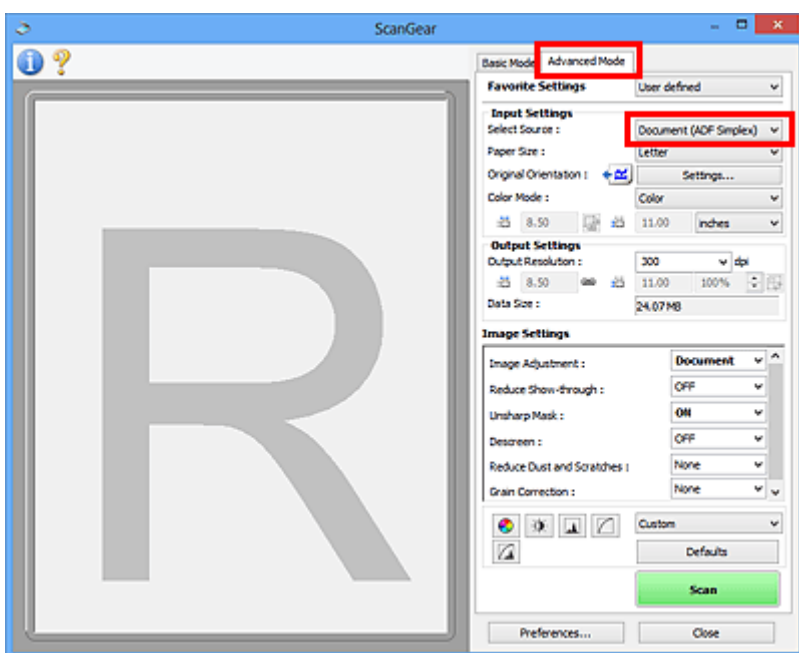 ScanGear
Basic Mode Advanced Mode
Favorite Settings User defined
Input Settings
Select Source : Document (ADF Simplex)
Paper Size : Letter
Original Orientation : Settings...
Color Mode : Color
8.50 11.00 inches
Output Settings
Output Resolution : 300 dpi
8.50 11.00 100%
Data Size : 24.07MB
Image Settings
Image Adjustment : Document
Reduce Show-through : OFF
Unsharp Mask : ON
Descreen : OFF
Reduce Dust and Scratches : None
Grain Correction : None
Custom
Defaults
Scan
Preferences... Close
R